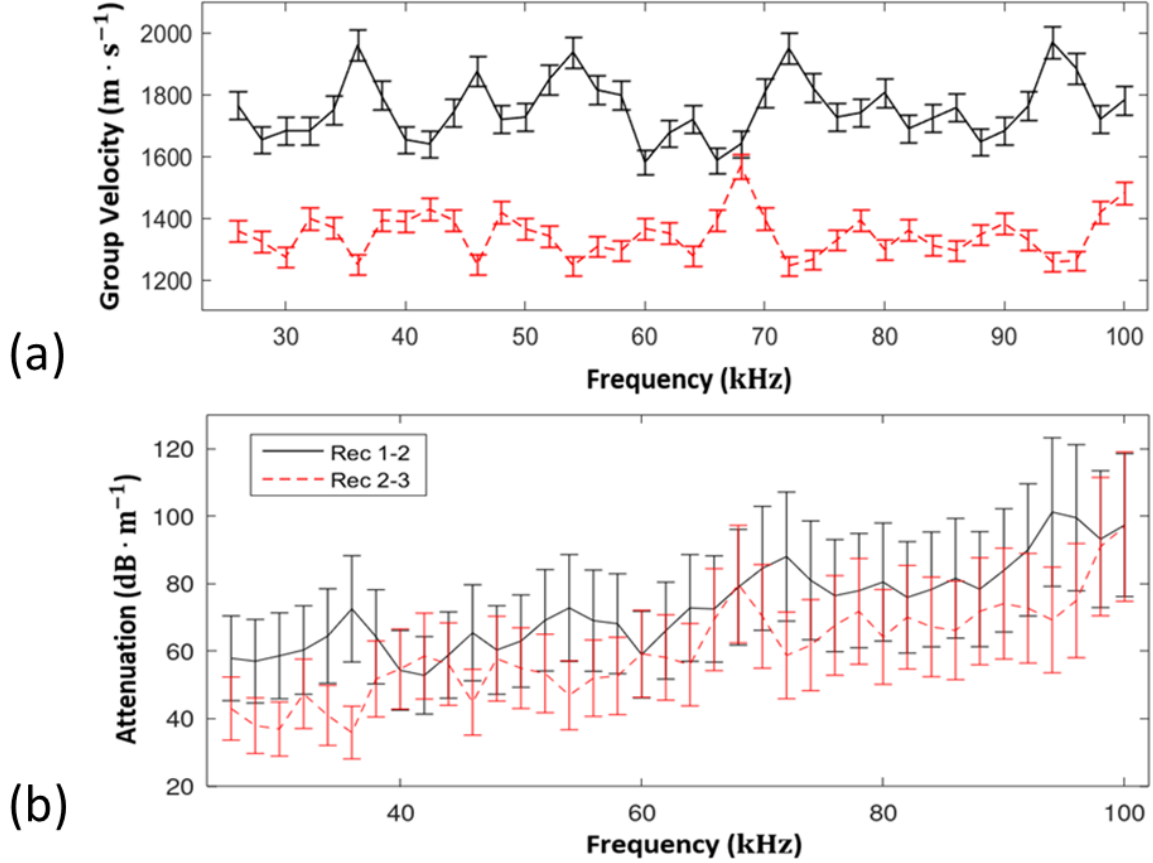 Group Velocity (m · s⁻¹)
2000
1800
1600
1400
1200
30 40 50 60 70 80 90 100
(a)
Frequency (kHz)
Attenuation (dB · m⁻¹)
120
100
80
60
40
20
Rec 1-2
Rec 2-3
40 60 80 100
(b)
Frequency (kHz)